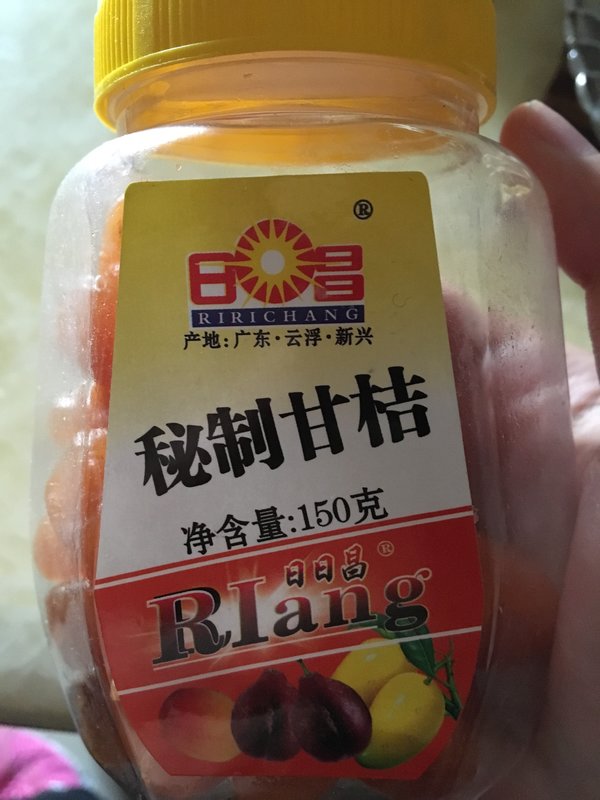 ®
日日昌
RIRICHANG
产地:广东·云浮·新兴
秘制甘桔
净含量:150克
日日昌®
RIang